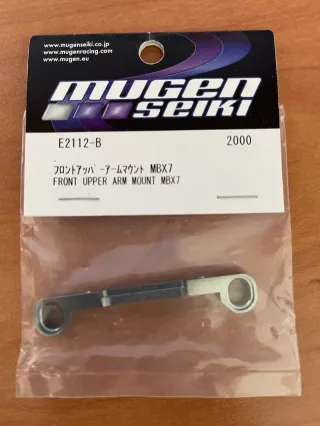 www.mugenseiki.co.jp
www.mugenracing.com
www.mugen.eu
MUGEN
SEIKI
E2112-B 2000
フロントアッパーアームマウント MBX7
FRONT UPPER ARM MOUNT MBX7